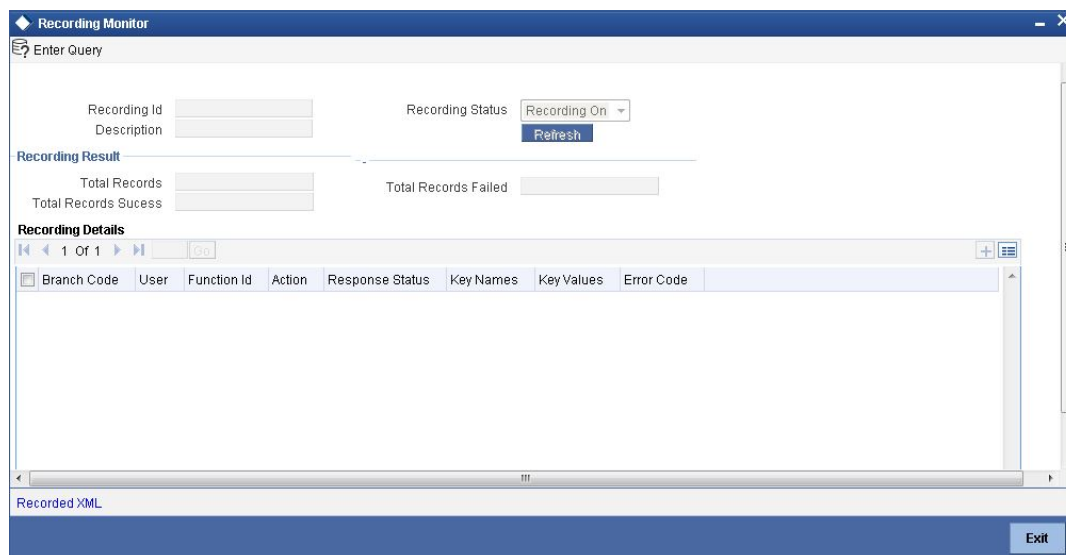 Recording Monitor
Enter Query
Recording Id
Recording Status Recording On
Description
Refresh
Recording Result
Total Records
Total Records Failed
Total Records Sucess
Recording Details
1 Of 1 Go
Branch Code User Function Id Action Response Status Key Names Key Values Error Code
Recorded XML
Exit